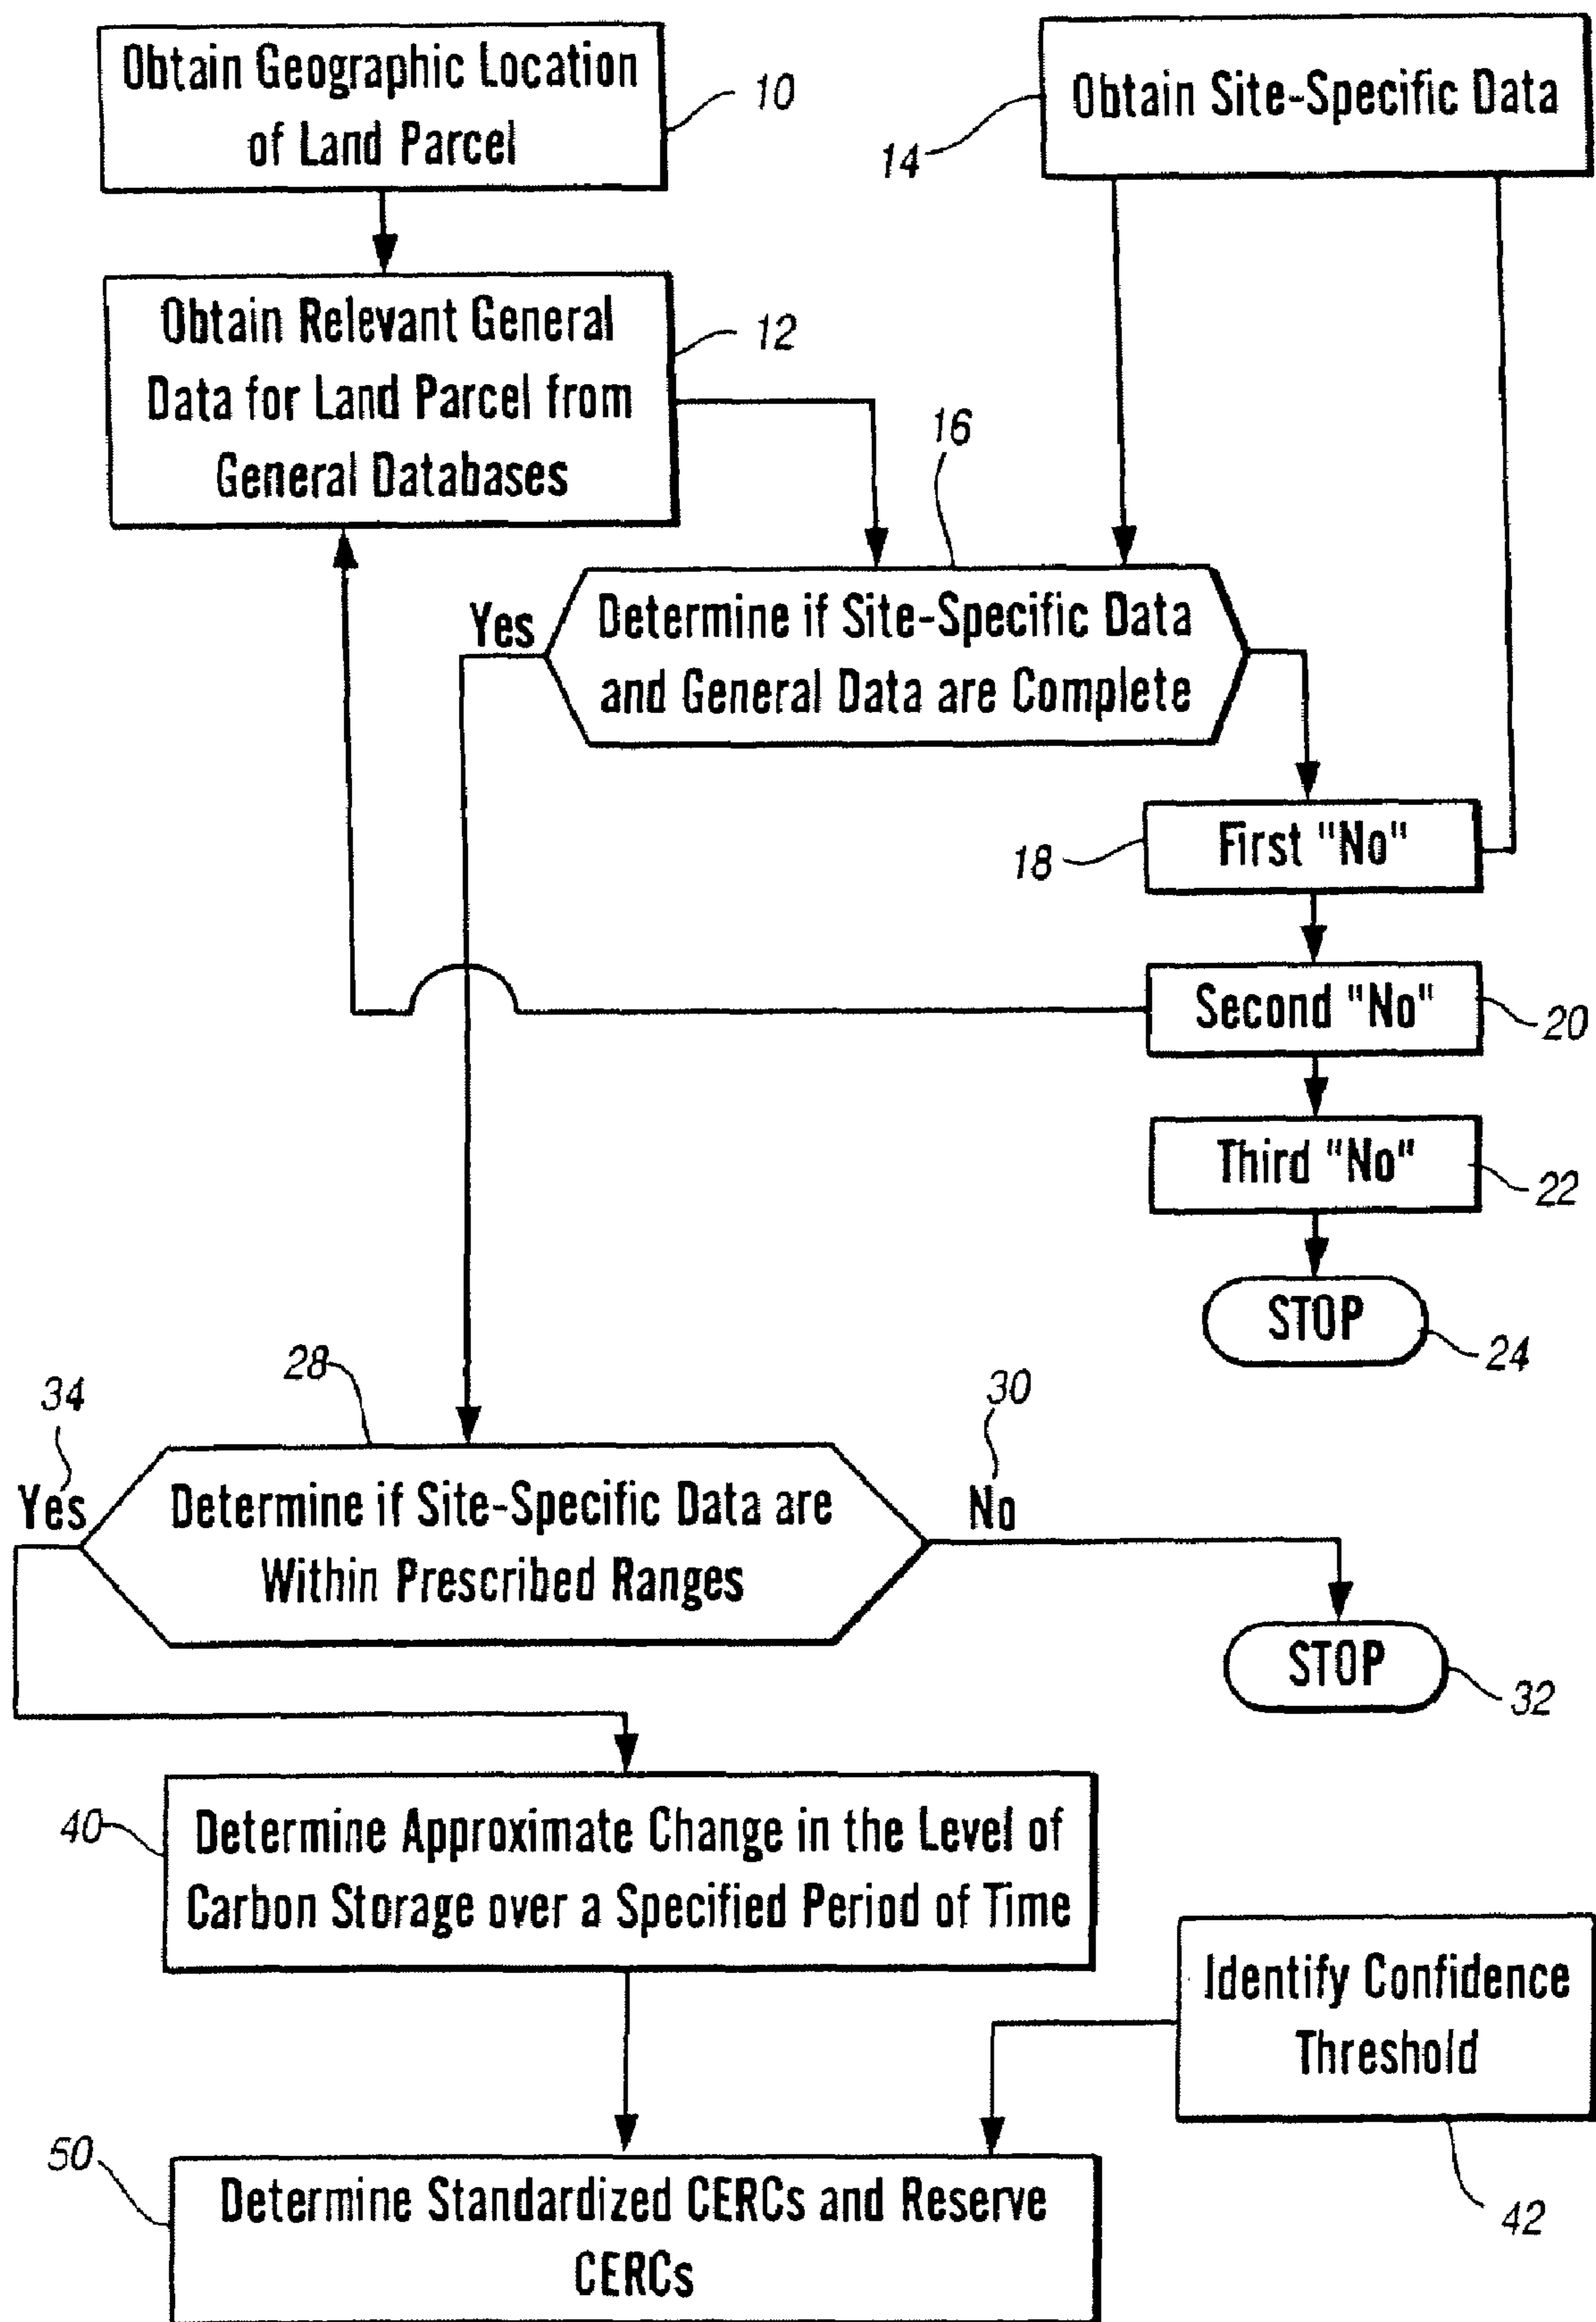 Obtain Geographic Location
of Land Parcel
10
Obtain Site-Specific Data
14
Obtain Relevant General
Data for Land Parcel from
General Databases
12
16
Yes
Determine if Site-Specific Data
and General Data are Complete
First "No"
18
Second "No"
20
Third "No"
22
STOP
24
28
34
Yes
Determine if Site-Specific Data are
Within Prescribed Ranges
30
No
STOP
32
40
Determine Approximate Change in the Level of
Carbon Storage over a Specified Period of Time
Identify Confidence
Threshold
42
50
Determine Standardized CERCs and Reserve
CERCs